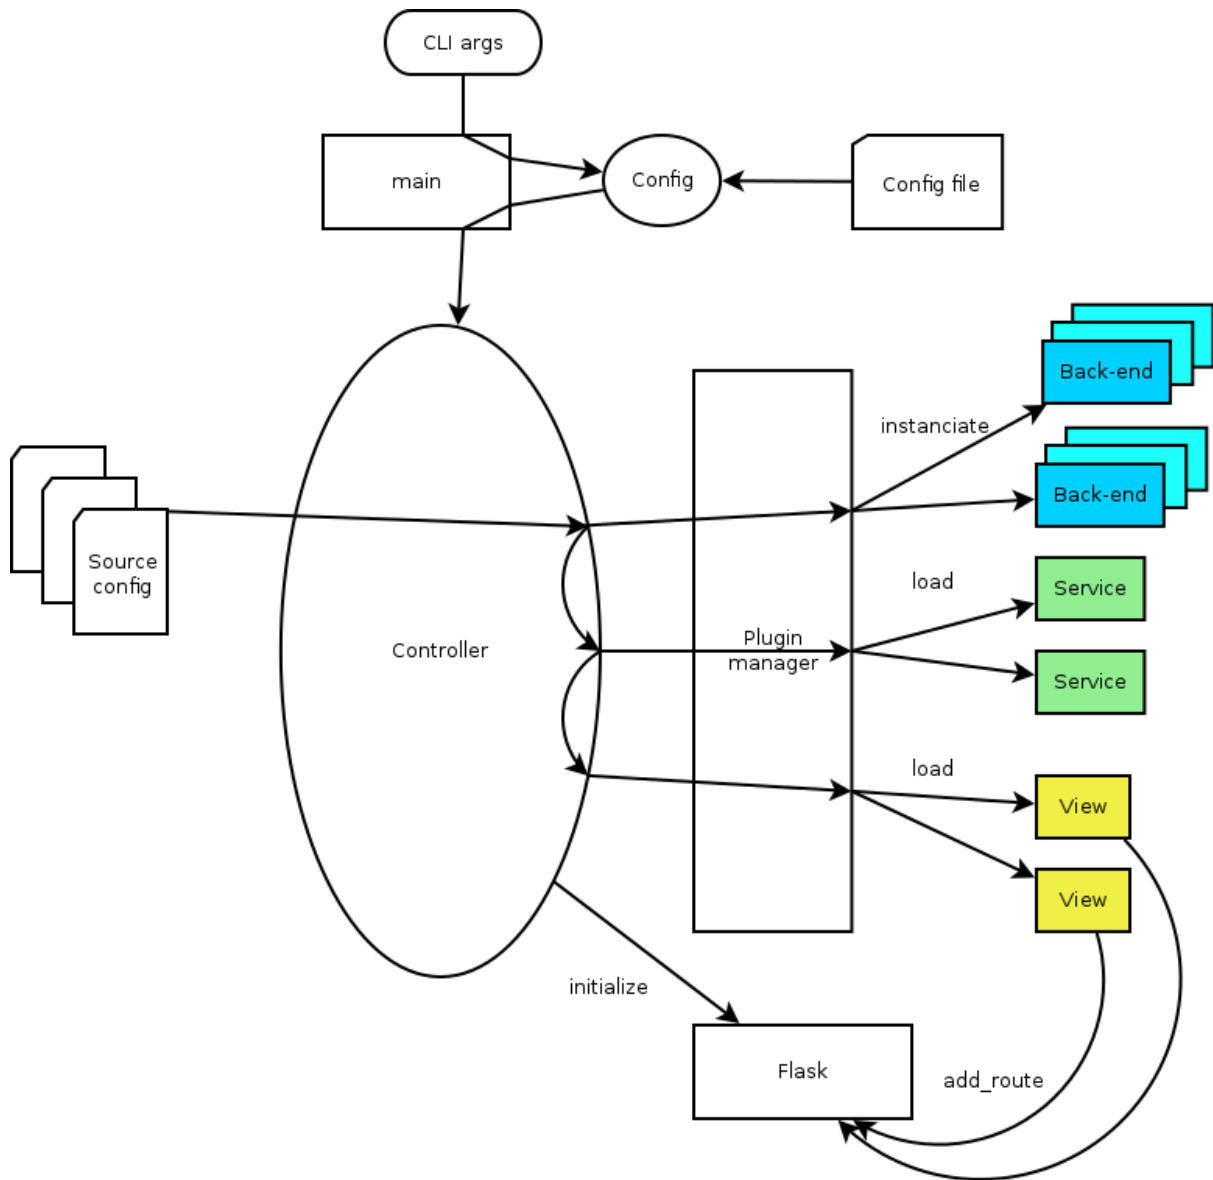 CLI args
main
Config
Config file
Back-end
instanciate
Back-end
Source
config
load
Service
Controller
Plugin
manager
Service
load
View
View
initialize
Flask
add_route